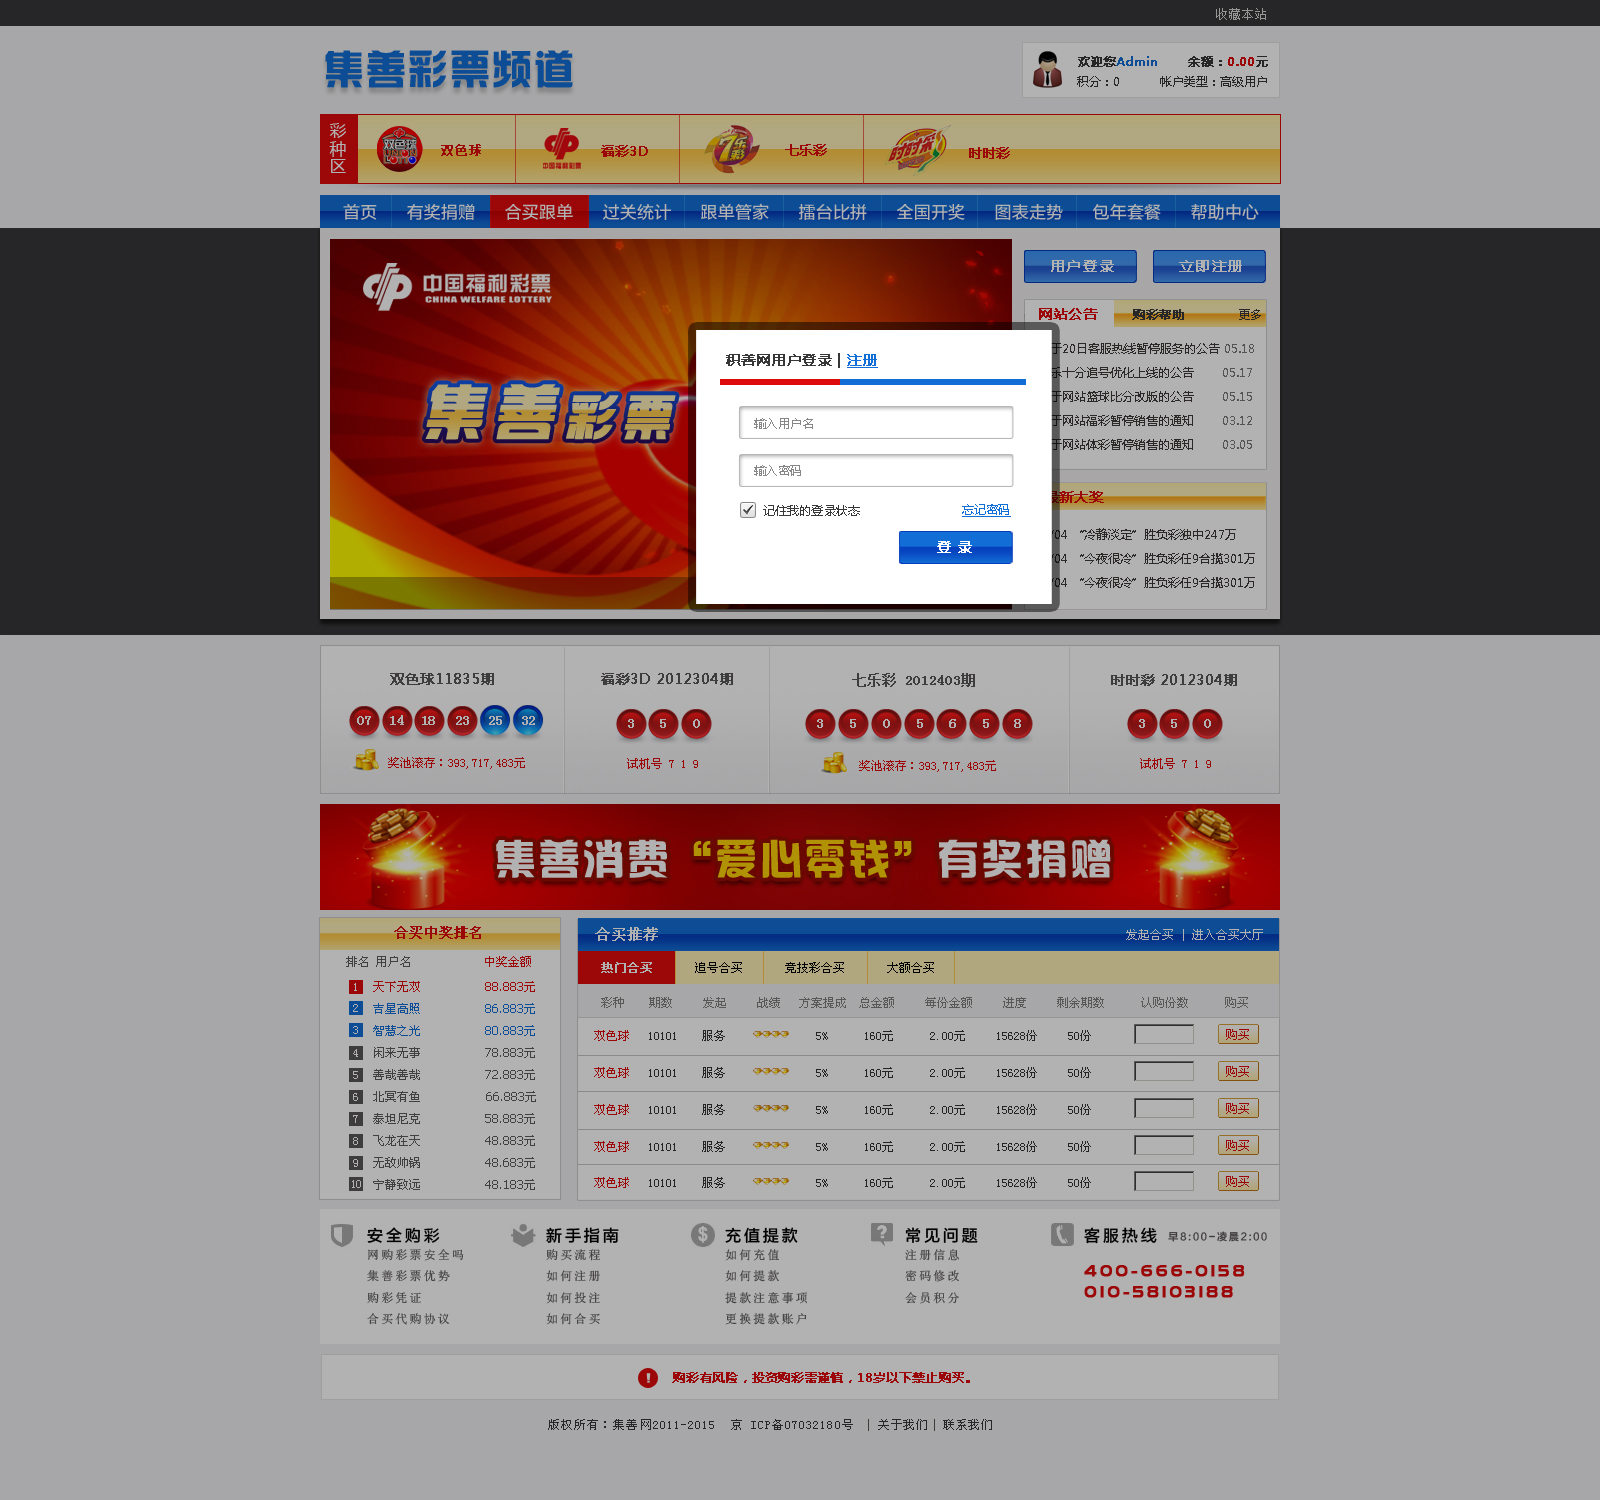 收藏本站
集善彩票频道
欢迎您Admin 余额：0.00元
积分：0 帐户类型：高级用户
彩种区
双色球 福彩3D 七乐彩 时时彩
中国福利彩票
首页 有奖捐赠 合买跟单 过关统计 跟单管家 擂台比拼 全国开奖 图表走势 包年套餐 帮助中心
中国福利彩票
CHINA WELFARE LOTTERY
集善彩票
用户登录 立即注册
网站公告 购彩帮助 更多
于20日客服热线暂停服务的公告 05.18
乐十分追号优化上线的公告 05.17
于网站篮球比分改版的公告 05.15
于网站福彩暂停销售的通知 03.12
于网站体彩暂停销售的通知 03.05
最新大奖
/04 “冷静淡定” 胜负彩独中247万
/04 “今夜很冷” 胜负彩任9合揽301万
/04 “今夜很冷” 胜负彩任9合揽301万
积善网用户登录 | 注册
输入用户名
输入密码
记住我的登录状态 忘记密码
登 录
双色球11835期 福彩3D 2012304期 七乐彩 2012403期 时时彩 2012304期
07 14 18 23 25 32 3 5 0 3 5 0 5 6 5 8 3 5 0
奖池滚存：393,717,483元 试机号 7 1 9 奖池滚存：393,717,483元 试机号 7 1 9
集善消费 “爱心零钱” 有奖捐赠
合买中奖排名
排名 用户名 中奖金额
1 天下无双 88.883元
2 吉星高照 86.883元
3 智慧之光 80.883元
4 闲来无事 78.883元
5 善哉善哉 72.883元
6 北冥有鱼 66.883元
7 泰坦尼克 58.883元
8 飞龙在天 48.883元
9 无敌帅锅 48.683元
10 宁静致远 48.183元
合买推荐 发起合买 | 进入合买大厅
热门合买 追号合买 竞技彩合买 大额合买
彩种 期数 发起 战绩 方案提成 总金额 每份金额 进度 剩余期数 认购份数 购买
双色球 10101 服务 5% 160元 2.00元 15628份 50份 购买
双色球 10101 服务 5% 160元 2.00元 15628份 50份 购买
双色球 10101 服务 5% 160元 2.00元 15628份 50份 购买
双色球 10101 服务 5% 160元 2.00元 15628份 50份 购买
双色球 10101 服务 5% 160元 2.00元 15628份 50份 购买
安全购彩
网购彩票安全吗
集善彩票优势
购彩凭证
合买代购协议
新手指南
购买流程
如何注册
如何投注
如何合买
充值提款
如何充值
如何提款
提款注意事项
更换提款账户
常见问题
注册信息
密码修改
会员积分
客服热线 早8:00-凌晨2:00
400-666-0158
010-58103188
购彩有风险，投资购彩需谨值，18岁以下禁止购买。
版权所有：集善网2011-2015 京 ICP备07032180号 | 关于我们 | 联系我们